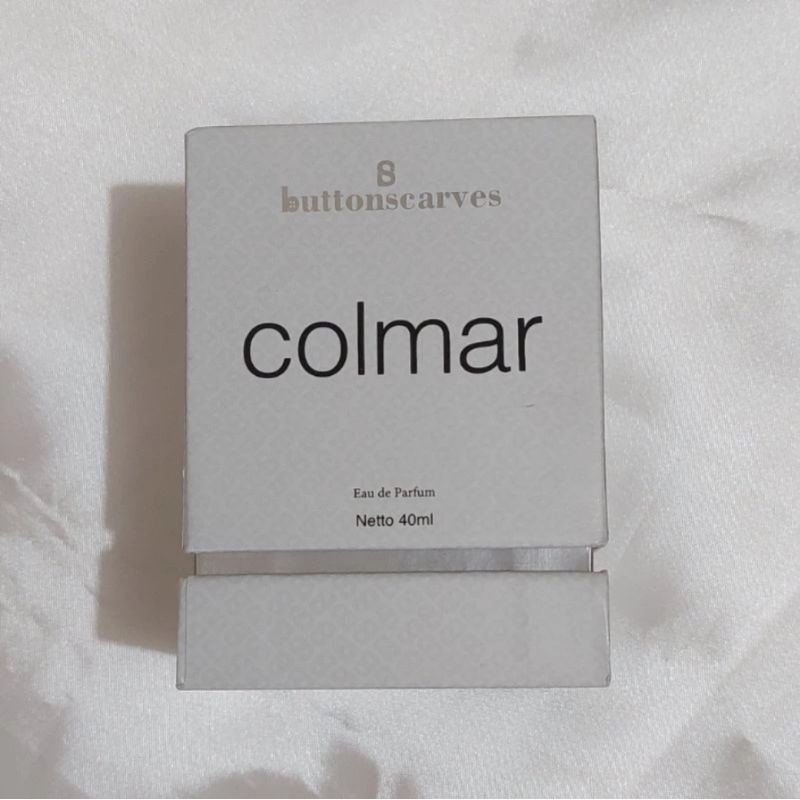 buttonscarves
colmar
Eau de Parfum
Netto 40ml